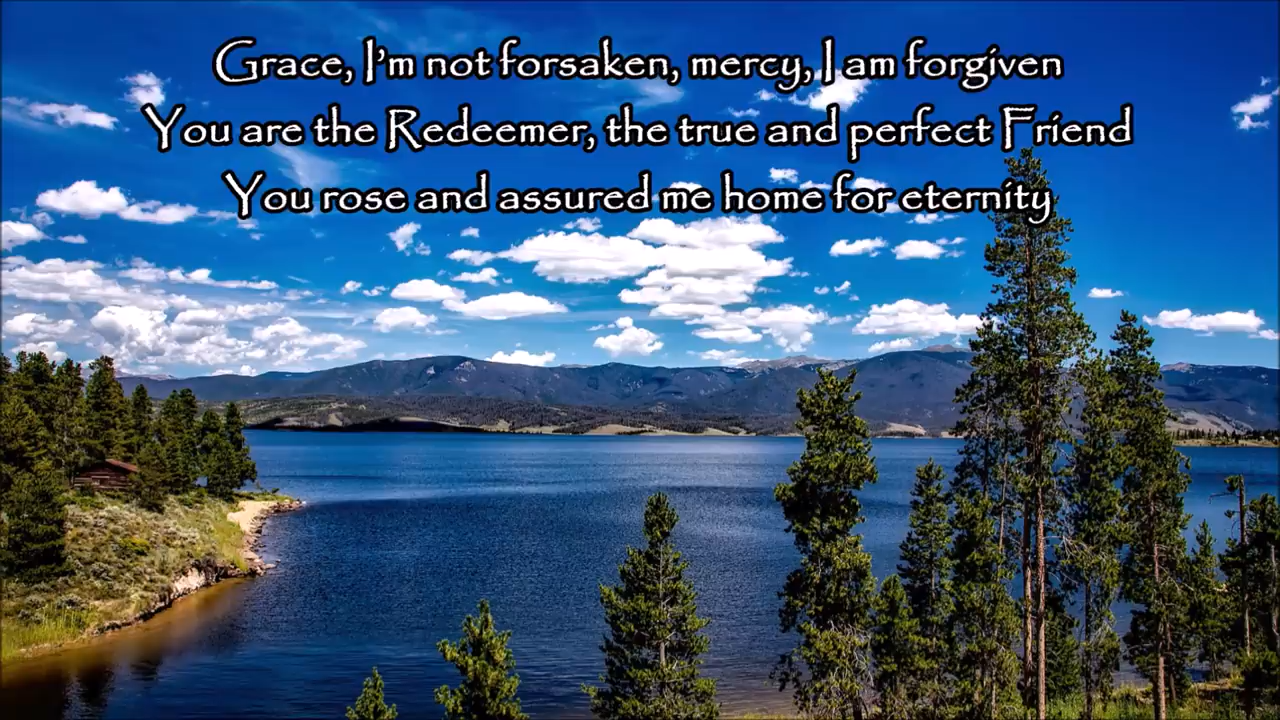 Grace, I'm not forsaken, mercy, I am forgiven
You are the Redeemer, the true and perfect Friend
You rose and assured me home for eternity